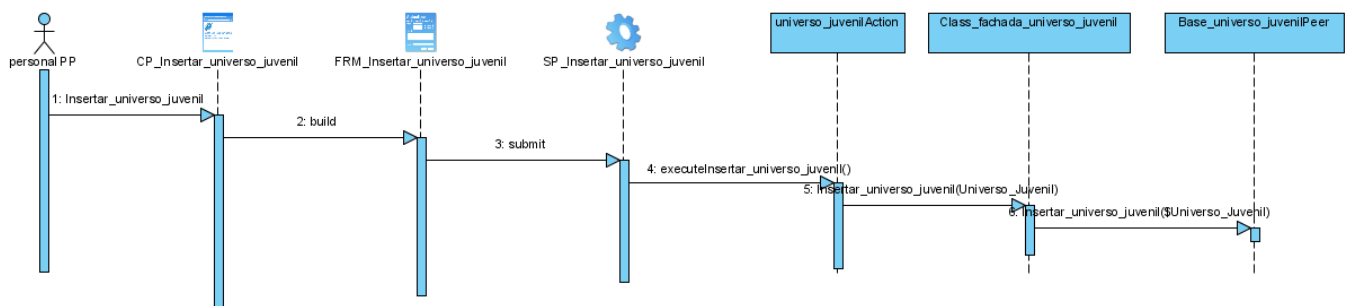 universo_juvenilAction
Class_fachada_universo_juvenil
Base_universo_juvenilPeer
personal PP
CP_Insertar_universo_juvenil
FRM_Insertar_universo_juvenil
SP_Insertar_universo_juvenil
1: Insertar_universo_juvenil
2: build
3: submit
4: executeInsertar_universo_juvenil()
5: Insertar_universo_juvenil(Universo_Juvenil)
6: Insertar_universo_juvenil($Universo_Juvenil)